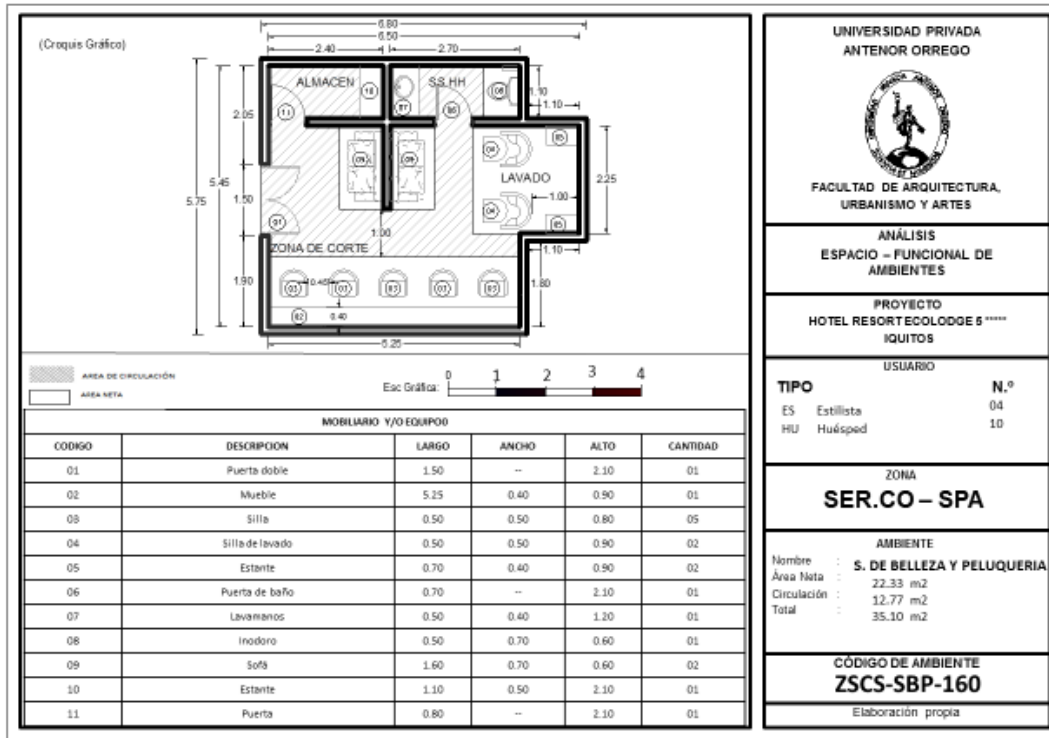 (Croquis Gráfico)
6.80
6.50
2.40 2.70
ALMACEN SS.HH
10 07 08
11 06
1.10
1.10
2.05
5.45
5.75
1.50
1.90
09 09
04 05
LAVADO
2.25
1.00
04 05
01
1.00
ZONA DE CORTE
1.10
03 0.45 03 03 03 03
1.80
02 0.40
5.25
AREA DE CIRCULACIÓN
AREA NETA
Esc Gráfica: 0 1 2 3 4
MOBILIARIO Y/O EQUIPO0
CODIGO DESCRIPCION LARGO ANCHO ALTO CANTIDAD
01 Puerta doble 1.50 -- 2.10 01
02 Mueble 5.25 0.40 0.90 01
03 Silla 0.50 0.50 0.80 05
04 Silla de lavado 0.50 0.50 0.90 02
05 Estante 0.70 0.40 0.90 02
06 Puerta de baño 0.70 -- 2.10 01
07 Lavamanos 0.50 0.40 1.20 01
08 Inodoro 0.50 0.70 0.60 01
09 Sofá 1.60 0.70 0.60 02
10 Estante 1.10 0.50 2.10 01
11 Puerta 0.80 -- 2.10 01
UNIVERSIDAD PRIVADA
ANTENOR ORREGO
FACULTAD DE ARQUITECTURA,
URBANISMO Y ARTES
ANÁLISIS
ESPACIO – FUNCIONAL DE
AMBIENTES
PROYECTO
HOTEL RESORT ECOLODGE 5 *****
IQUITOS
USUARIO
TIPO N.º
ES Estilista 04
HU Huésped 10
ZONA
SER.CO – SPA
AMBIENTE
Nombre : S. DE BELLEZA Y PELUQUERIA
Área Neta : 22.33 m2
Circulación : 12.77 m2
Total : 35.10 m2
CÓDIGO DE AMBIENTE
ZSCS-SBP-160
Elaboración propia